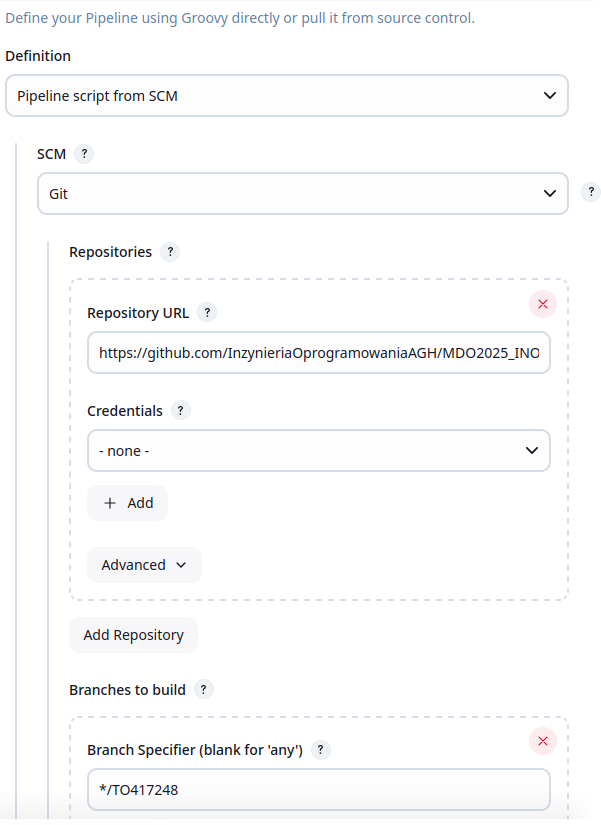 Define your Pipeline using Groovy directly or pull it from source control.
Definition
Pipeline script from SCM
SCM ?
Git
?
Repositories ?
Repository URL ?
https://github.com/InzynieriaOprogramowaniaAGH/MDO2025_INO
Credentials ?
- none -
+ Add
Advanced
Add Repository
Branches to build ?
Branch Specifier (blank for 'any') ?
*/TO417248